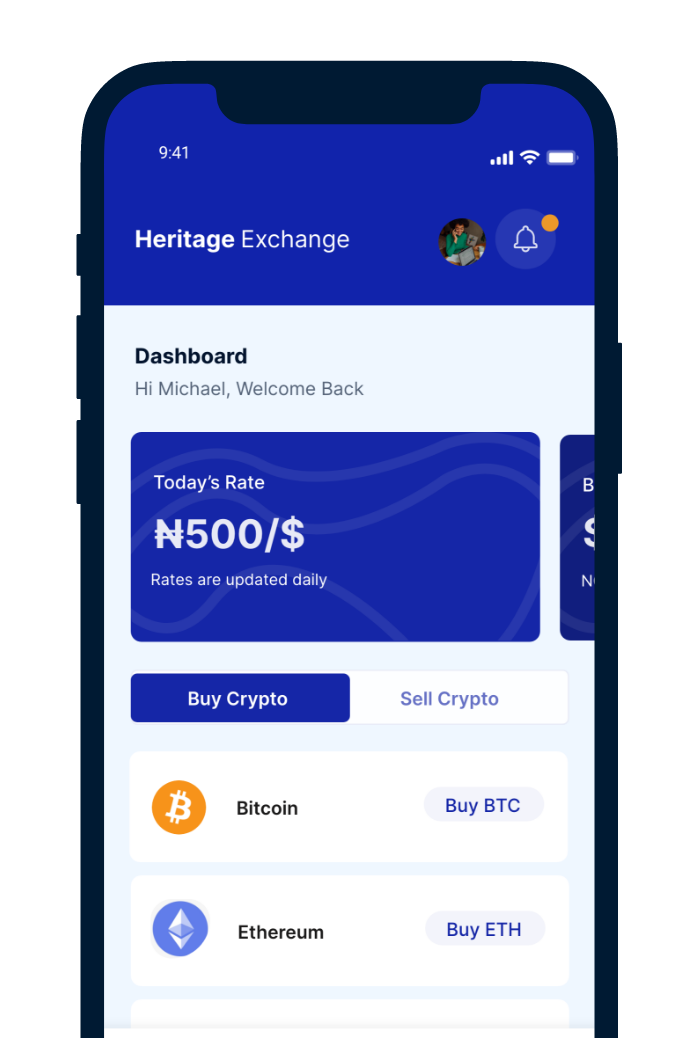 9:41
Heritage Exchange
Dashboard
Hi Michael, Welcome Back
Today’s Rate
₦500/$
Rates are updated daily
Buy Crypto
Sell Crypto
Bitcoin
Buy BTC
Ethereum
Buy ETH